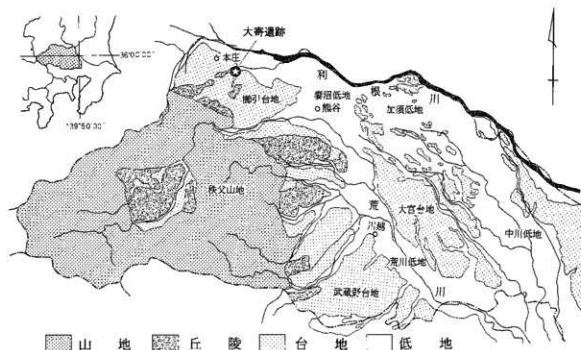 大寄遺跡
36°00′00″
139°50′00″
本庄
櫛引台地
利根川
妻沼低地
熊谷
加須低地
秩父山地
荒川
大宮台地
川越
荒川低地
中川低地
武蔵野台地
山地 丘陵 台地 低地